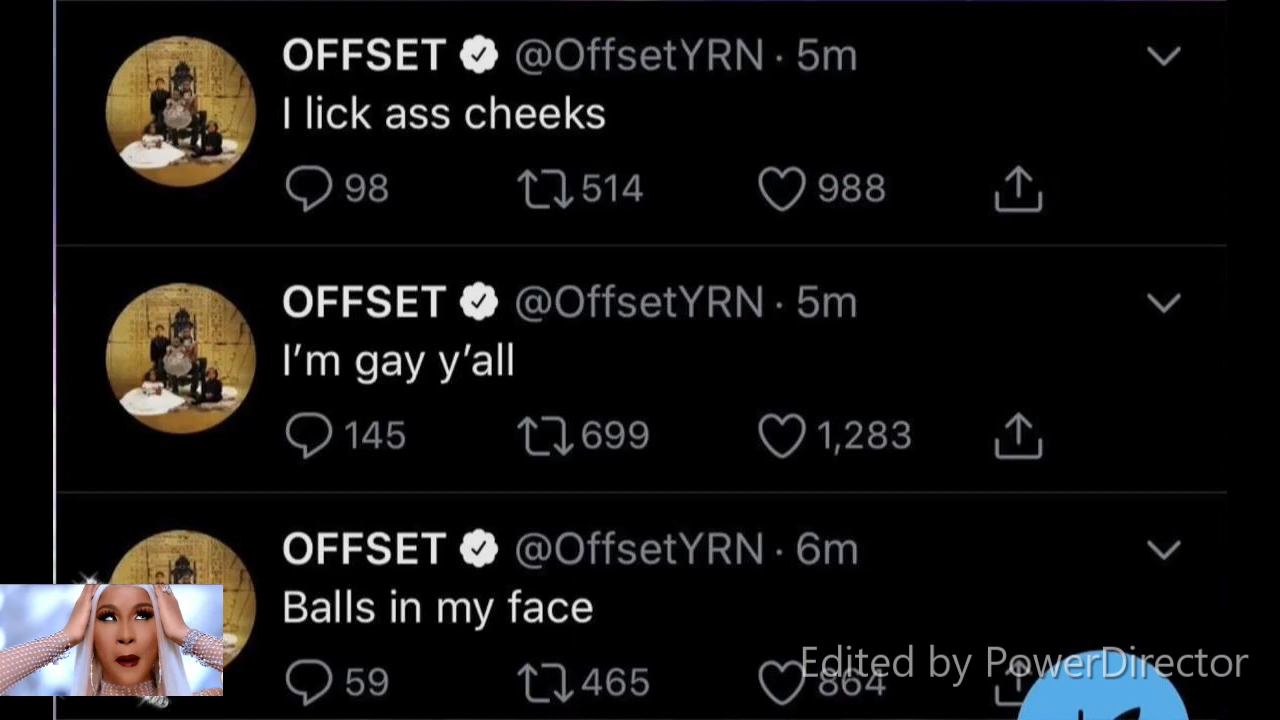 OFFSET @OffsetYRN · 5m
I lick ass cheeks
98 514 988
OFFSET @OffsetYRN · 5m
I’m gay y’all
145 699 1,283
OFFSET @OffsetYRN · 6m
Balls in my face
59 465 864
Edited by PowerDirector